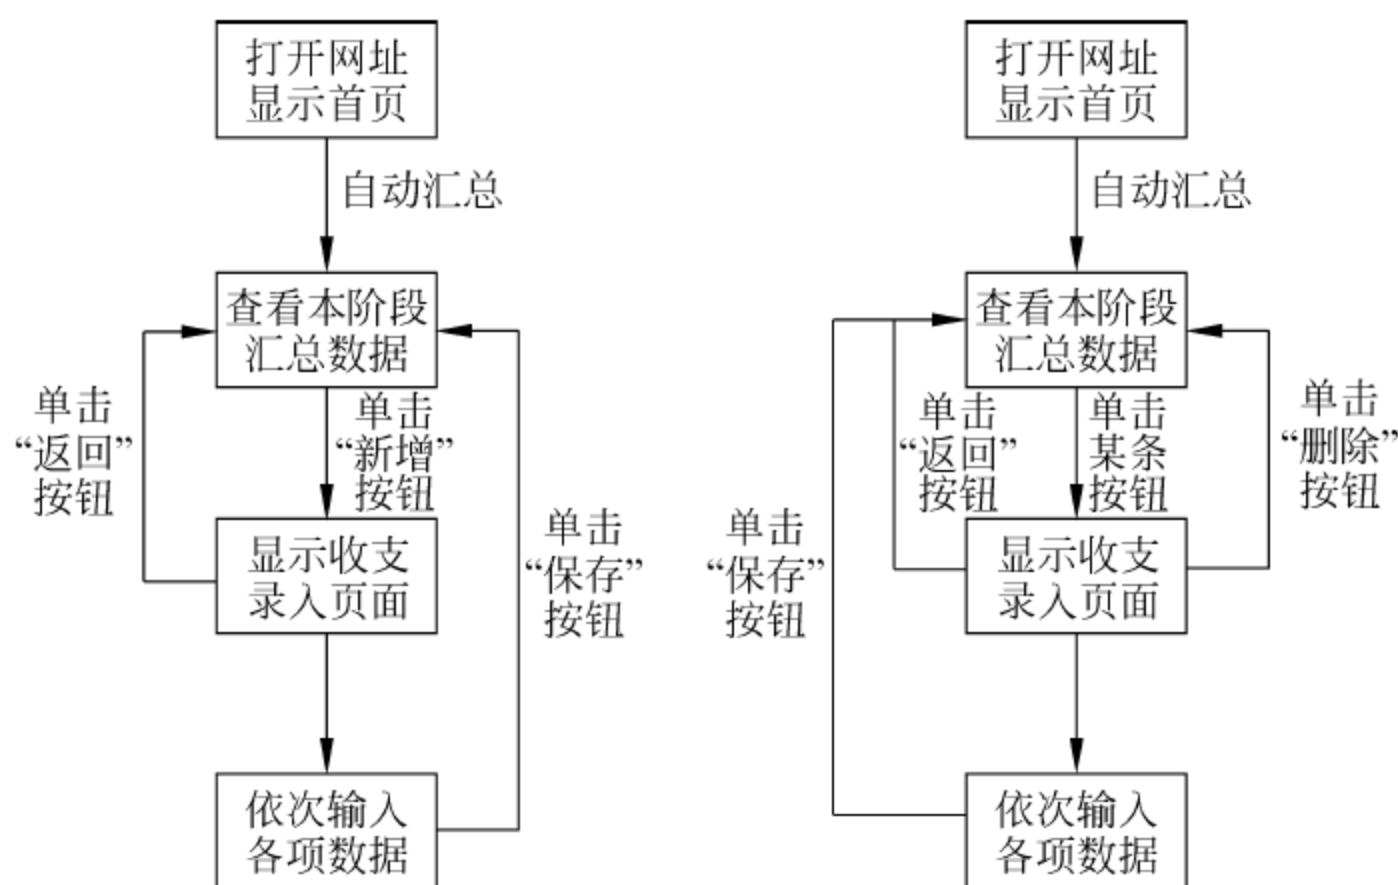 打开网址
显示首页
自动汇总
查看本阶段
汇总数据
单击
“返回”
按钮
单击
“新增”
按钮
显示收支
录入页面
单击
“保存”
按钮
依次输入
各项数据
打开网址
显示首页
自动汇总
查看本阶段
汇总数据
单击
“返回”
按钮
单击
某条
按钮
单击
“删除”
按钮
单击
“保存”
按钮
显示收支
录入页面
依次输入
各项数据